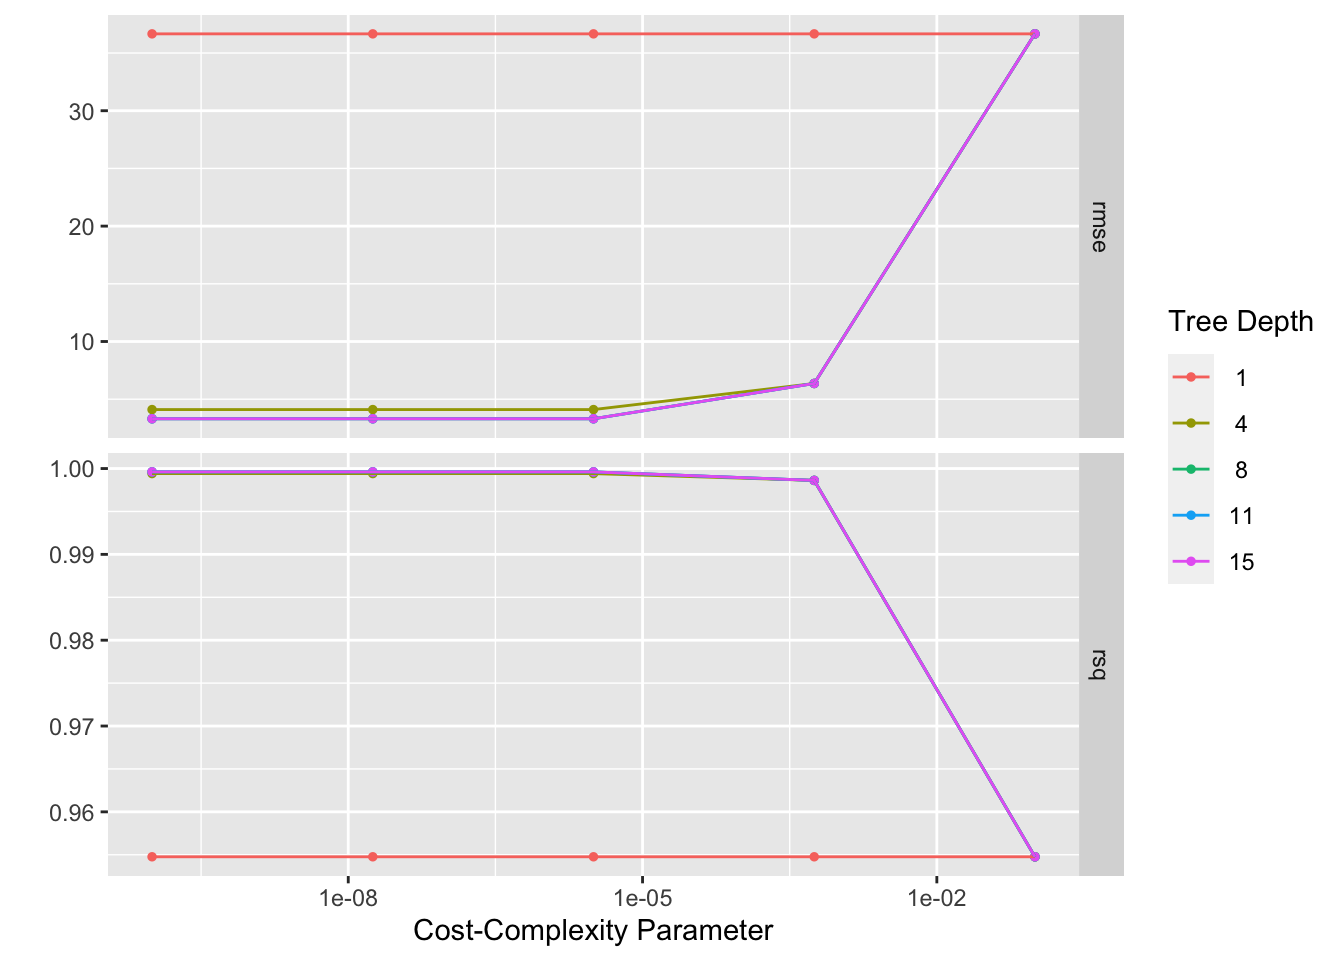 30
20
10
rmse
1.00
0.99
0.98
0.97
0.96
rsq
1e-08
1e-05
1e-02
Cost-Complexity Parameter
Tree Depth
1
4
8
11
15